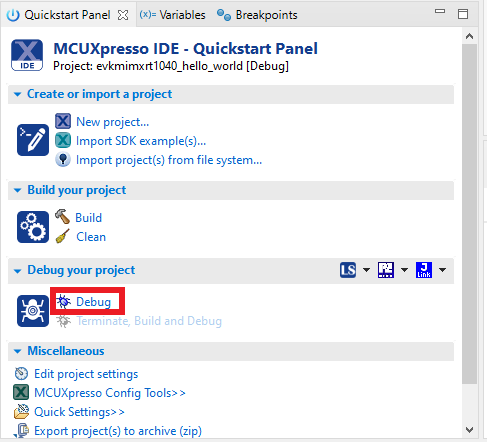 Quickstart Panel (x)= Variables Breakpoints
IDE
MCUXpresso IDE - Quickstart Panel
Project: evkmimxrt1040_hello_world [Debug]
Create or import a project
New project...
Import SDK example(s)...
Import project(s) from file system...
Build your project
Build
Clean
Debug your project
LS
J
Link
Debug
Terminate, Build and Debug
Miscellaneous
Edit project settings
MCUXpresso Config Tools>>
Quick Settings>>
Export project(s) to archive (zip)